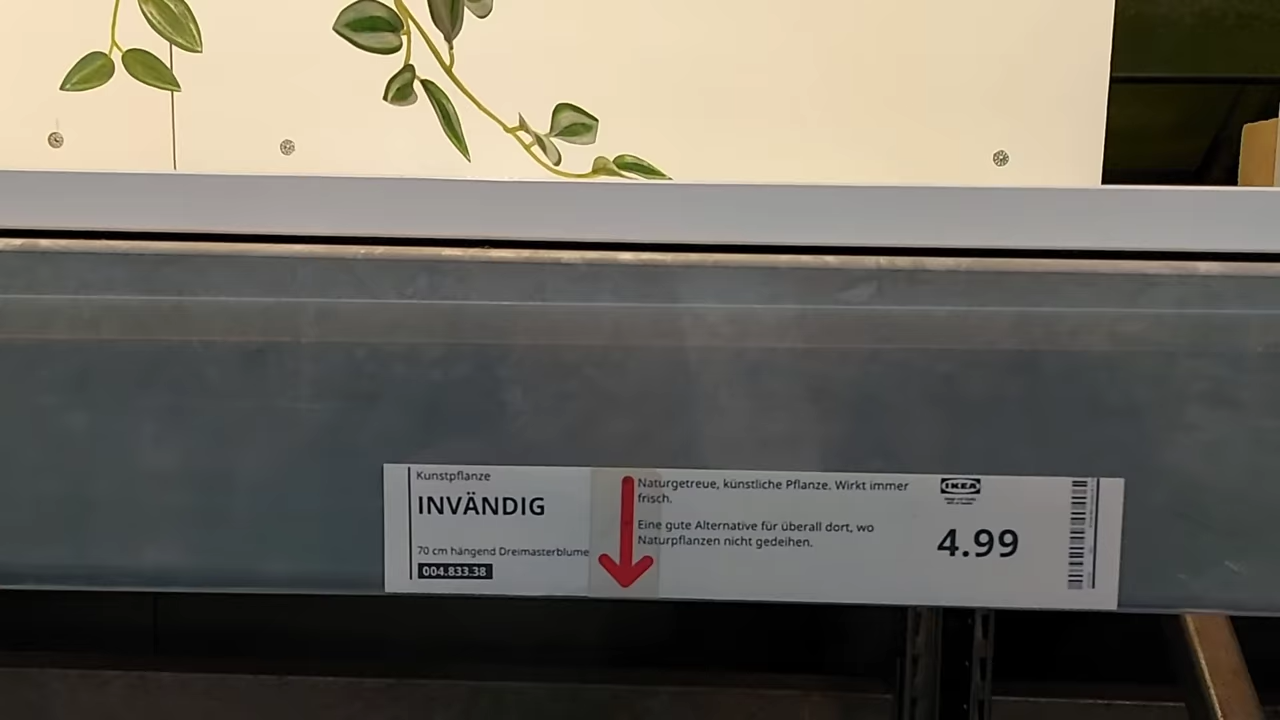 Kunstpflanze
INVÄNDIG
70 cm hängend Dreimasterblume
004.833.38
Naturgetreue, künstliche Pflanze. Wirkt immer
frisch.
Eine gute Alternative für überall dort, wo
Naturpflanzen nicht gedeihen.
IKEA
4.99